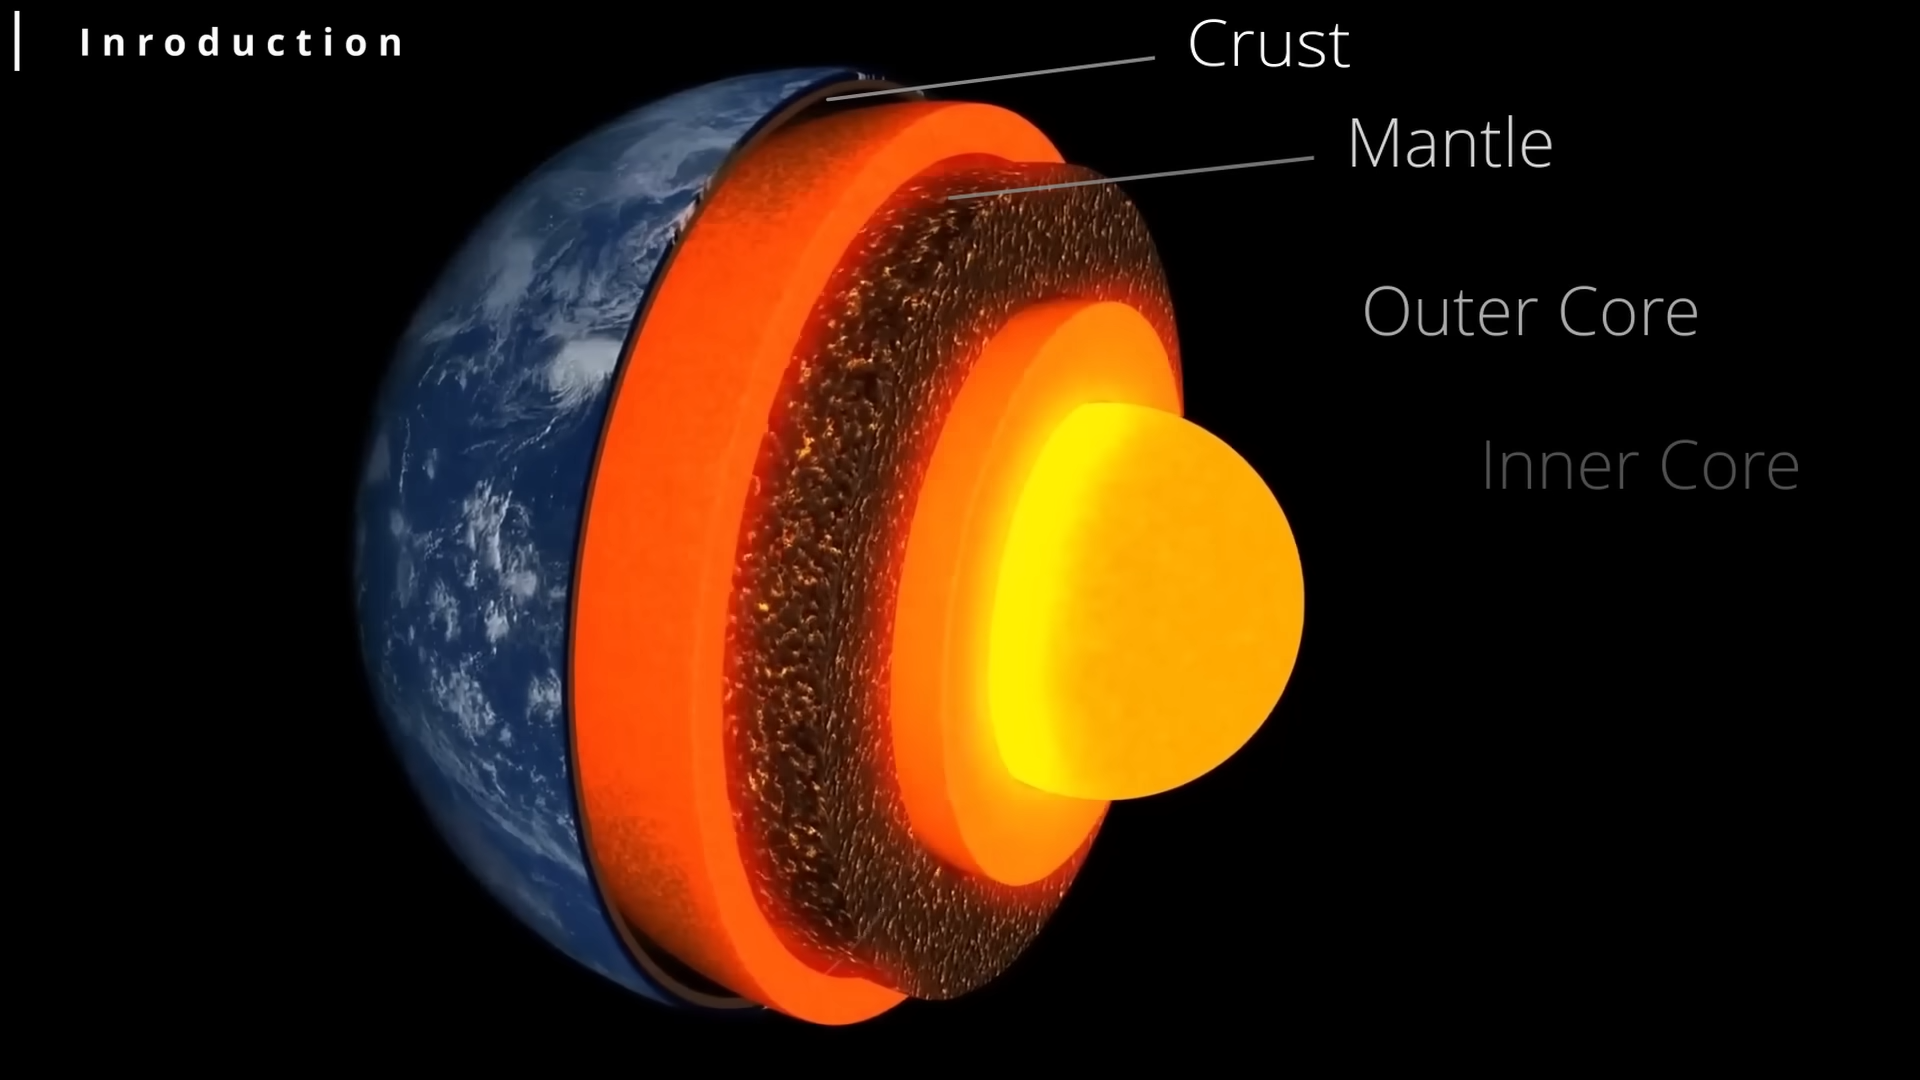 Inroduction
Crust
Mantle
Outer Core
Inner Core